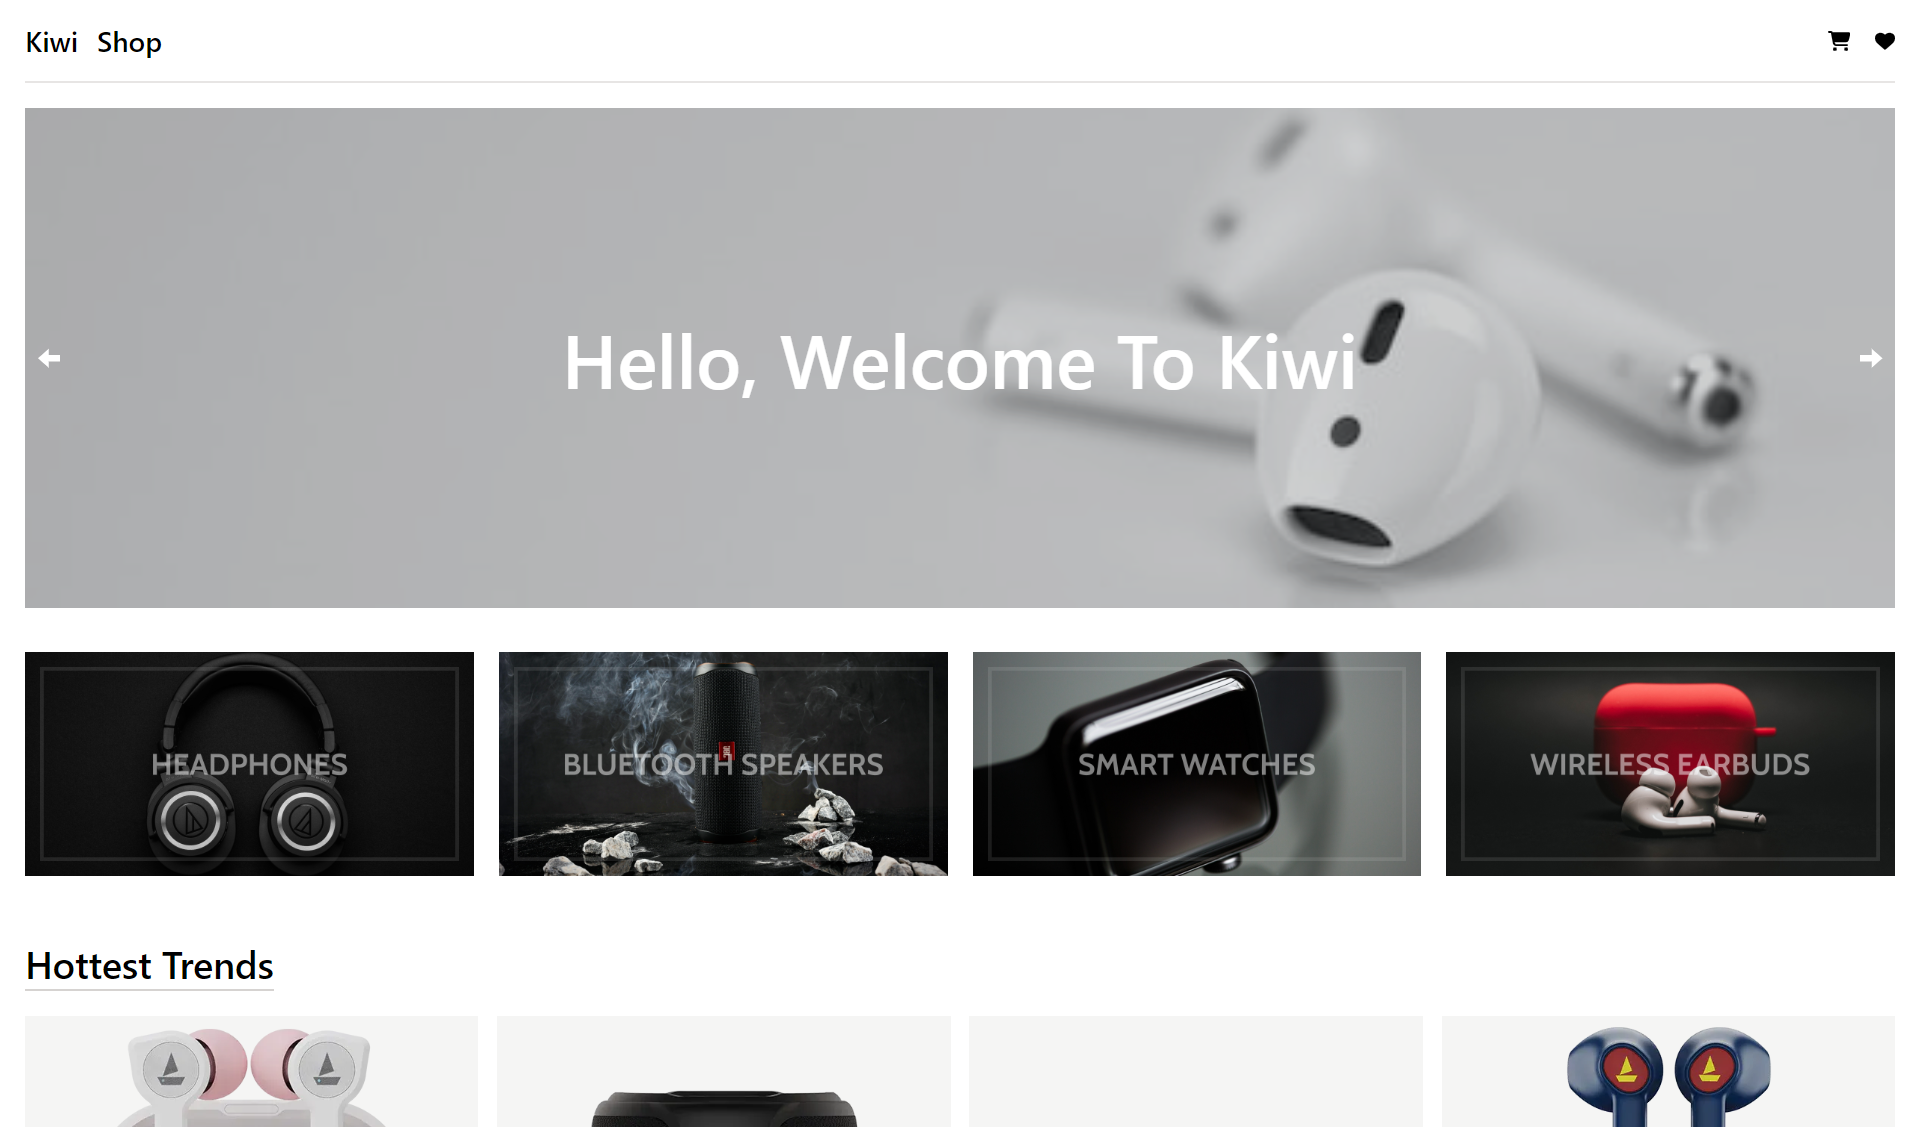 Kiwi Shop
Hello, Welcome To Kiwi
HEADPHONES
BLUETOOTH SPEAKERS
SMART WATCHES
WIRELESS EARBUDS
Hottest Trends